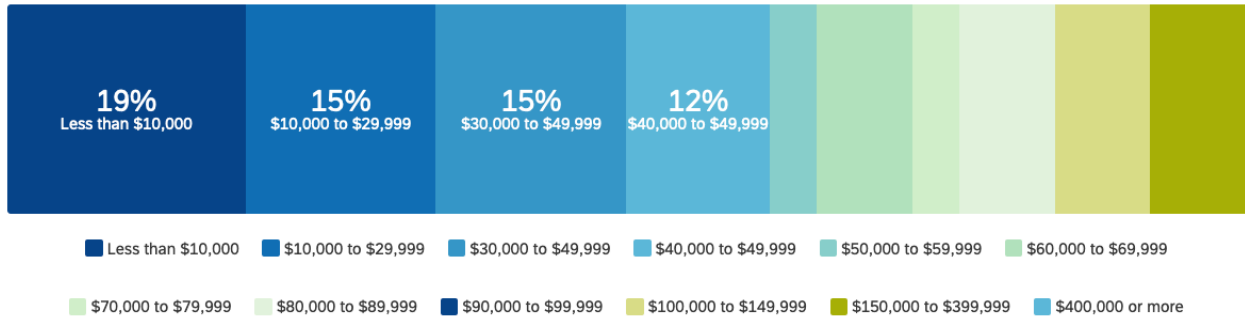 19% 15% 15% 12%
Less than $10,000 $10,000 to $29,999 $30,000 to $49,999 $40,000 to $49,999
Less than $10,000 $10,000 to $29,999 $30,000 to $49,999 $40,000 to $49,999 $50,000 to $59,999 $60,000 to $69,999
$70,000 to $79,999 $80,000 to $89,999 $90,000 to $99,999 $100,000 to $149,999 $150,000 to $399,999 $400,000 or more